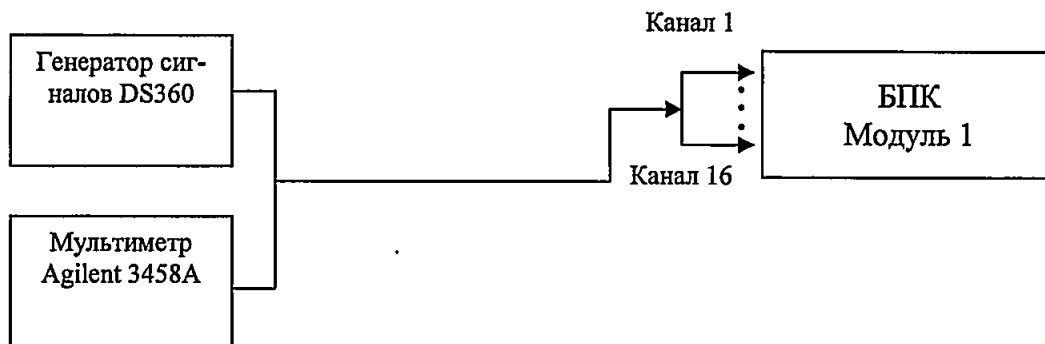 Канал 1
Генератор сиг-
налов DS360
БПК
Модуль 1
Канал 16
Мультиметр
Agilent 3458A